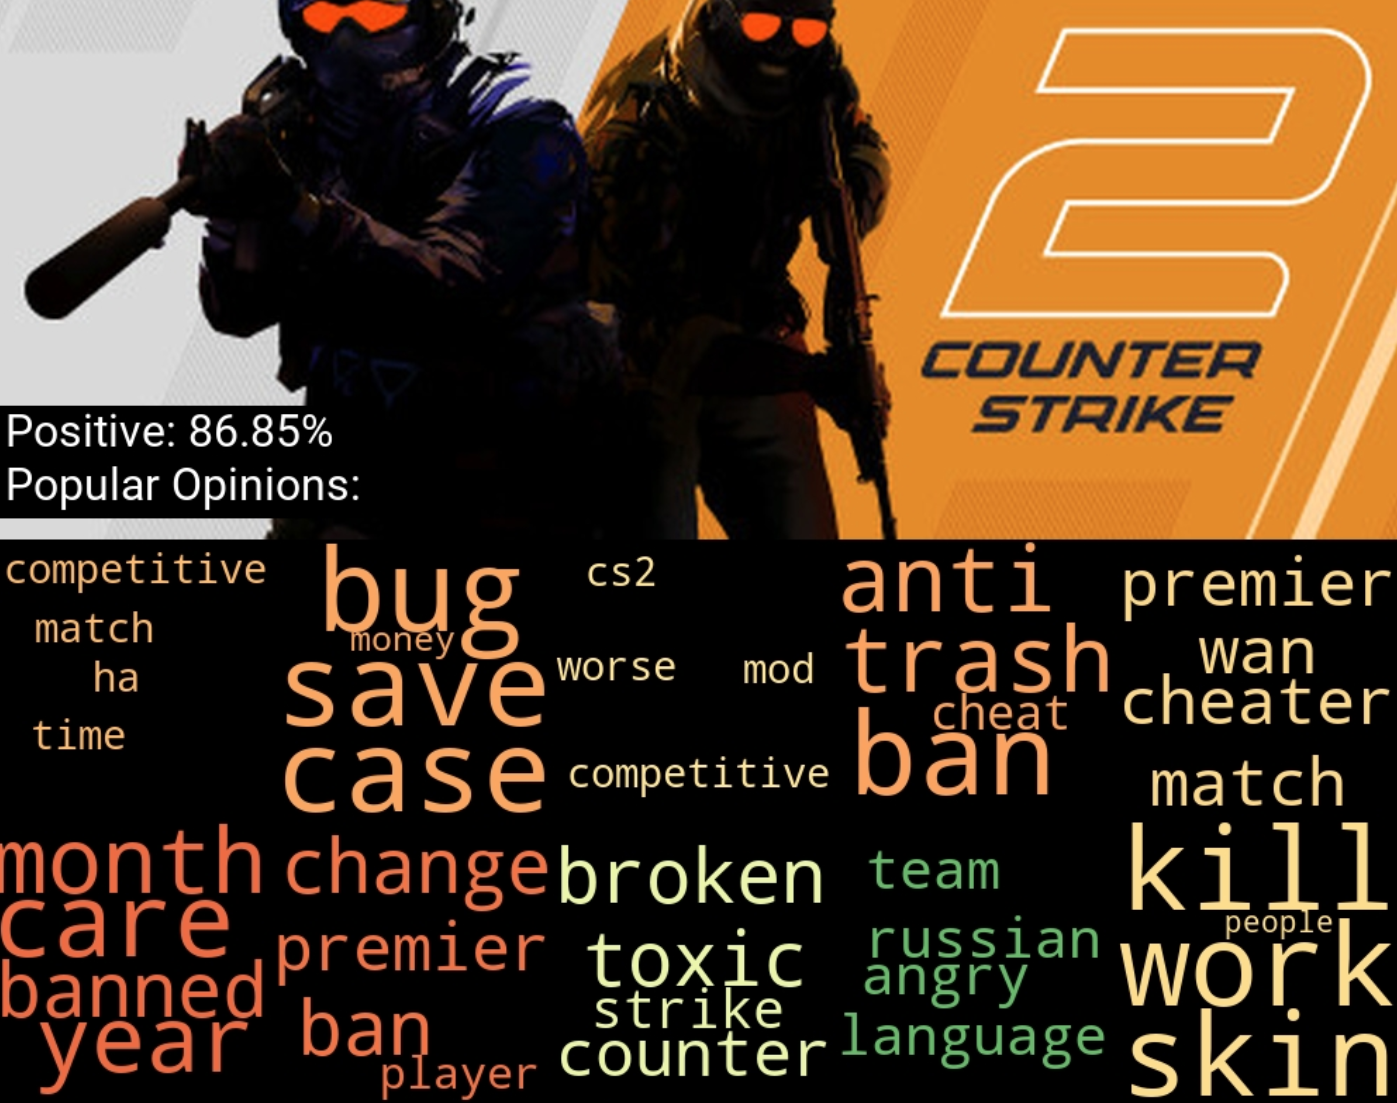 2
COUNTER
STRIKE
Positive: 86.85%
Popular Opinions:
competitive
match
ha
time
bug
money
save
case
cs2
worse mod
competitive
anti
trash
cheat
ban
premier
wan
cheater
match
month
care
banned
year
change
premier
ban
player
broken
toxic
strike
counter
team
russian
angry
language
kill
people
work
skin